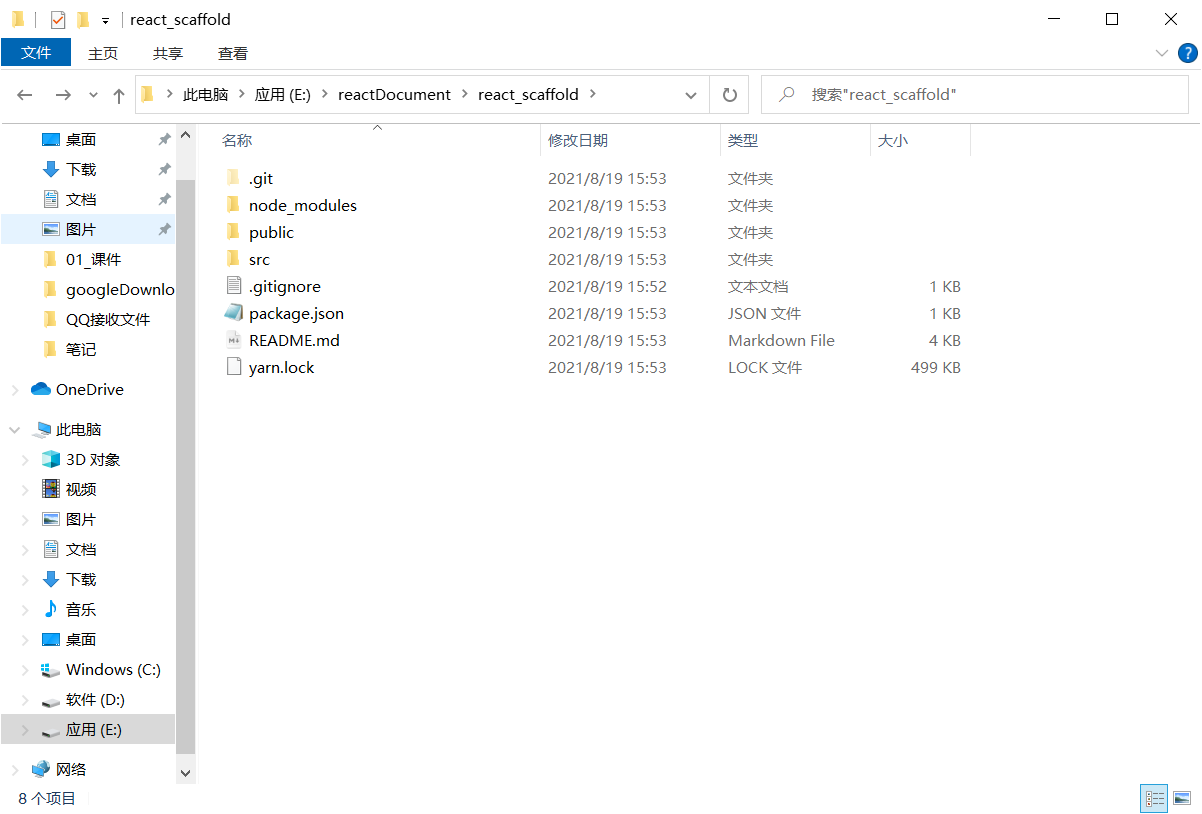 react_scaffold
文件 主页 共享 查看
此电脑 应用 (E:) reactDocument react_scaffold
搜索"react_scaffold"
桌面
下载
文档
图片
01_课件
googleDownlo
QQ接收文件
笔记
OneDrive
此电脑
3D 对象
视频
图片
文档
下载
音乐
桌面
Windows (C:)
软件 (D:)
应用 (E:)
网络
名称 修改日期 类型 大小
.git 2021/8/19 15:53 文件夹
node_modules 2021/8/19 15:53 文件夹
public 2021/8/19 15:53 文件夹
src 2021/8/19 15:53 文件夹
.gitignore 2021/8/19 15:52 文本文档 1 KB
package.json 2021/8/19 15:53 JSON 文件 1 KB
README.md 2021/8/19 15:53 Markdown File 4 KB
yarn.lock 2021/8/19 15:53 LOCK 文件 499 KB
8 个项目